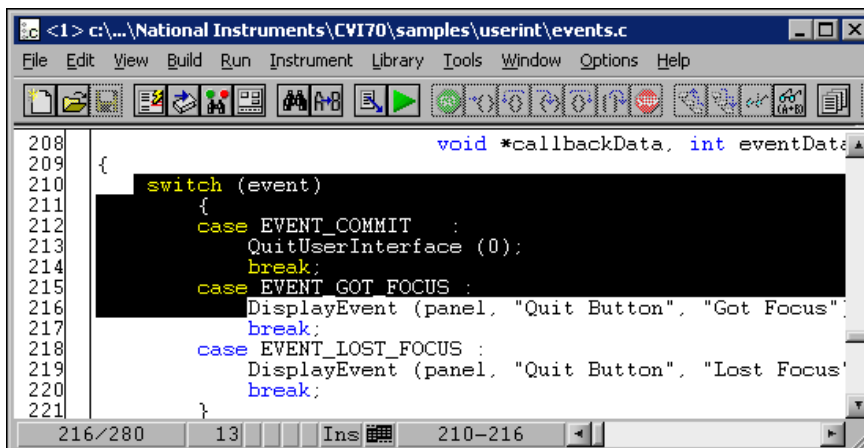 <1> c:\...\National Instruments\CVI70\samples\userint\events.c
File Edit View Build Run Instrument Library Tools Window Options Help
208 void *callbackData, int eventData
209 {
210 switch (event)
211 {
212 case EVENT_COMMIT :
213 QuitUserInterface (0);
214 break;
215 case EVENT_GOT_FOCUS :
216 DisplayEvent (panel, "Quit Button", "Got Focus")
217 break;
218 case EVENT_LOST_FOCUS :
219 DisplayEvent (panel, "Quit Button", "Lost Focus"
220 break;
221 }
216/280 13 Ins 210-216